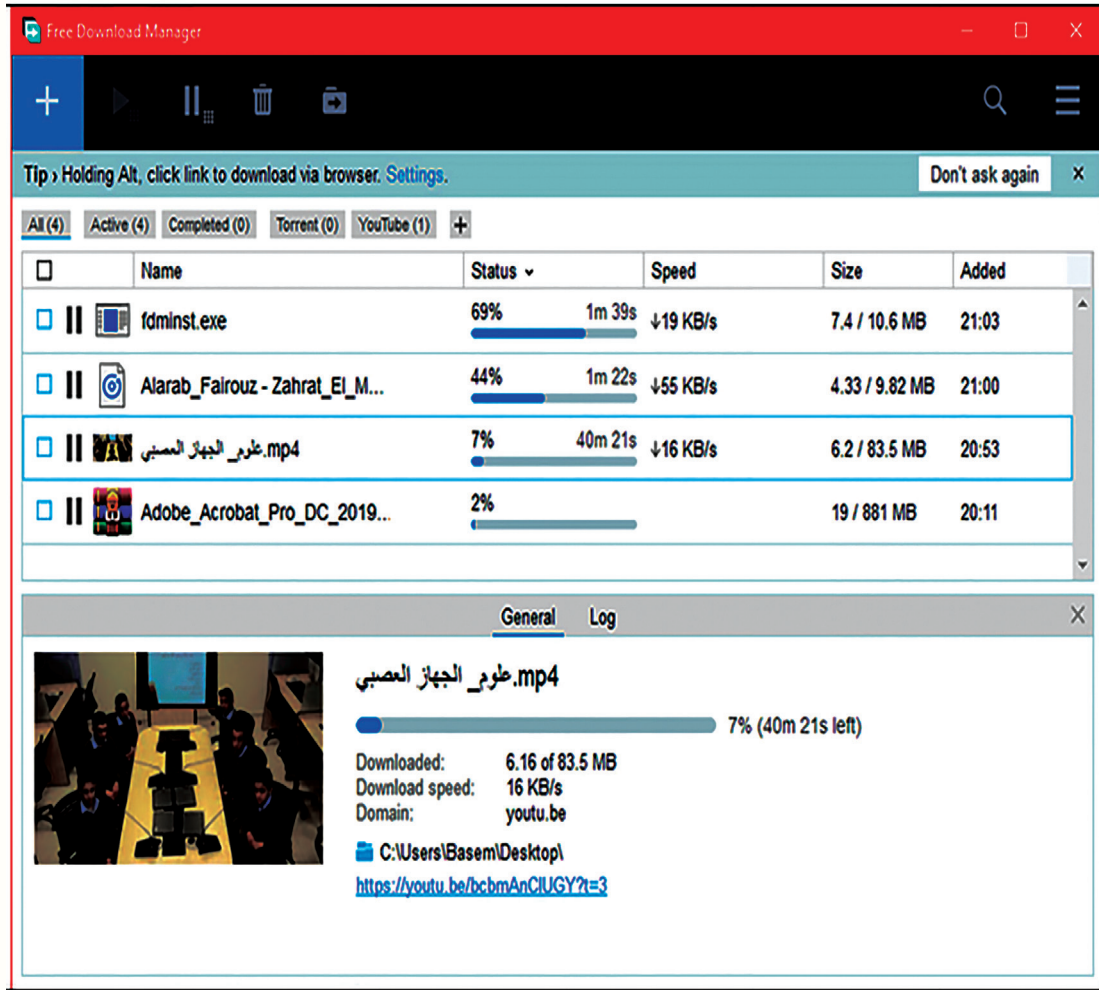 Free Download Manager
Tip › Holding Alt, click link to download via browser. Settings.
Don't ask again
All (4) Active (4) Completed (0) Torrent (0) YouTube (1) +
Name Status Speed Size Added
fdminst.exe 69% 1m 39s ↓19 KB/s 7.4 / 10.6 MB 21:03
Alarab_Fairouz - Zahrat_El_M... 44% 1m 22s ↓55 KB/s 4.33 / 9.82 MB 21:00
علوم_ الجهاز العصبي.mp4 7% 40m 21s ↓16 KB/s 6.2 / 83.5 MB 20:53
Adobe_Acrobat_Pro_DC_2019... 2% 19 / 881 MB 20:11
General Log
علوم_ الجهاز العصبي.mp4
7% (40m 21s left)
Downloaded: 6.16 of 83.5 MB
Download speed: 16 KB/s
Domain: youtu.be
C:\Users\Basem\Desktop\
https://youtu.be/bcbmAnClUGY?t=3